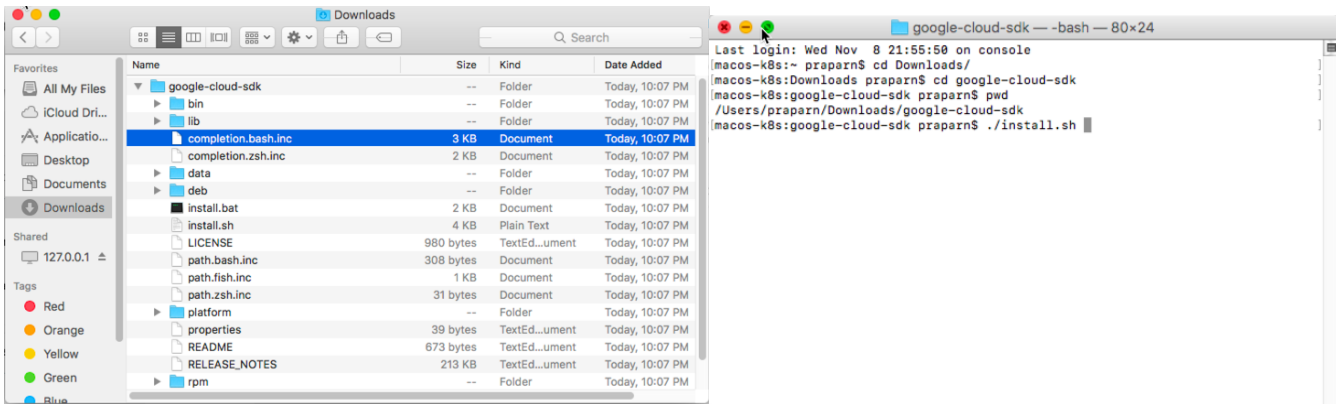 Downloads
Search
Favorites
All My Files
iCloud Dri...
Applicatio...
Desktop
Documents
Downloads
Shared
127.0.0.1
Tags
Red
Orange
Yellow
Green
Blue
Name Size Kind Date Added
google-cloud-sdk -- Folder Today, 10:07 PM
bin -- Folder Today, 10:07 PM
lib -- Folder Today, 10:07 PM
completion.bash.inc 3 KB Document Today, 10:07 PM
completion.zsh.inc 2 KB Document Today, 10:07 PM
data -- Folder Today, 10:07 PM
deb -- Folder Today, 10:07 PM
install.bat 2 KB Document Today, 10:07 PM
install.sh 4 KB Plain Text Today, 10:07 PM
LICENSE 980 bytes TextEd...ument Today, 10:07 PM
path.bash.inc 308 bytes Document Today, 10:07 PM
path.fish.inc 1 KB Document Today, 10:07 PM
path.zsh.inc 31 bytes Document Today, 10:07 PM
platform -- Folder Today, 10:07 PM
properties 39 bytes TextEd...ument Today, 10:07 PM
README 673 bytes TextEd...ument Today, 10:07 PM
RELEASE_NOTES 213 KB TextEd...ument Today, 10:07 PM
rpm -- Folder Today, 10:07 PM
google-cloud-sdk — -bash — 80×24
Last login: Wed Nov  8 21:55:50 on console
[macos-k8s:~ praparn$ cd Downloads/ ]
[macos-k8s:Downloads praparn$ cd google-cloud-sdk ]
[macos-k8s:google-cloud-sdk praparn$ pwd ]
/Users/praparn/Downloads/google-cloud-sdk
[macos-k8s:google-cloud-sdk praparn$ ./install.sh ]